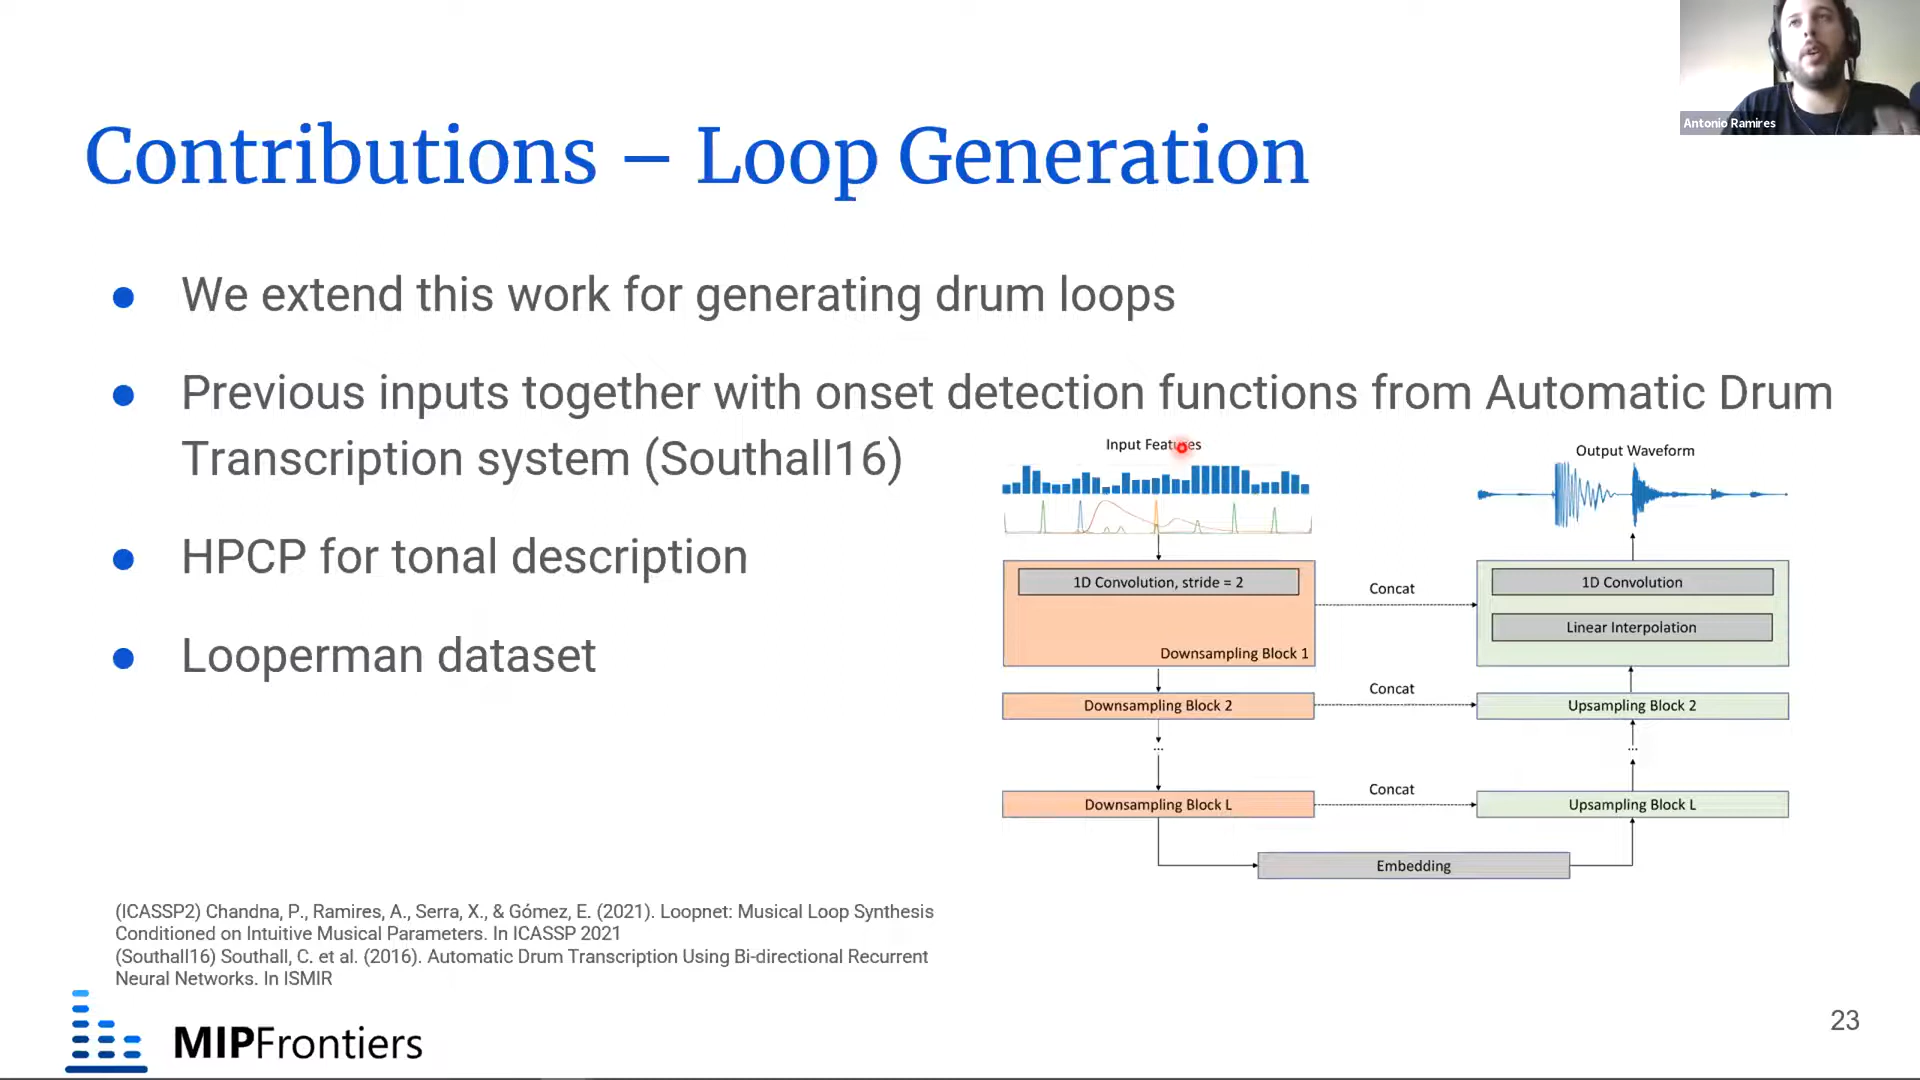 Antonio Ramires
Contributions – Loop Generation
● We extend this work for generating drum loops
● Previous inputs together with onset detection functions from Automatic Drum
Transcription system (Southall16)
● HPCP for tonal description
● Looperman dataset
Input Features
Output Waveform
1D Convolution, stride = 2
Downsampling Block 1
Concat
1D Convolution
Linear Interpolation
Downsampling Block 2
Concat
Upsampling Block 2
...
...
Downsampling Block L
Concat
Upsampling Block L
Embedding
(ICASSP2) Chandna, P., Ramires, A., Serra, X., & Gómez, E. (2021). Loopnet: Musical Loop Synthesis
Conditioned on Intuitive Musical Parameters. In ICASSP 2021
(Southall16) Southall, C. et al. (2016). Automatic Drum Transcription Using Bi-directional Recurrent
Neural Networks. In ISMIR
MIPFrontiers
23